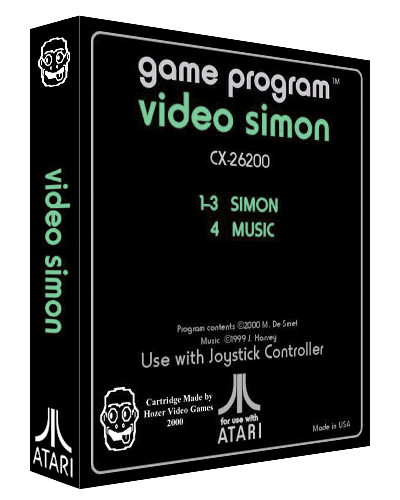 video simon
ATARI
game program™
video simon
CX-26200
1-3 SIMON
4 MUSIC
Program contents ©2000 M. De Smet
Music ©1999 J. Harvey
Use with Joystick Controller
Cartridge Made by
Hozer Video Games
2000
for use with
ATARI
Made in USA